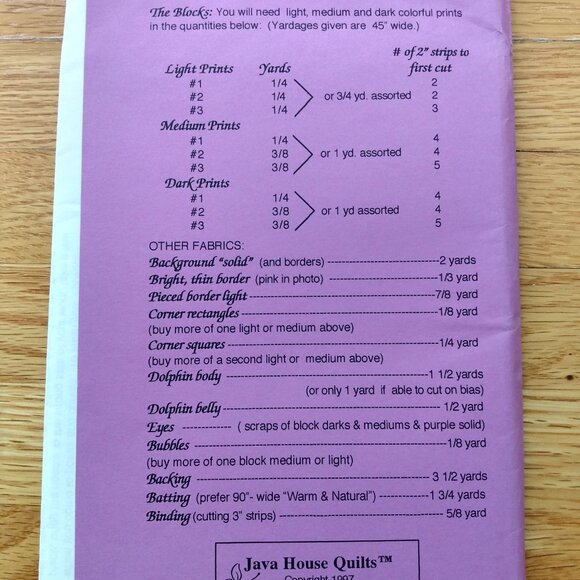 The Blocks: You will need light, medium and dark colorful prints
in the quantities below: (Yardages given are 45" wide.)
# of 2" strips to
Light Prints Yards first cut
#1 1/4 2
#2 1/4 or 3/4 yd. assorted 2
#3 1/4 3
Medium Prints
#1 1/4 4
#2 3/8 or 1 yd. assorted 4
#3 3/8 5
Dark Prints
#1 1/4 4
#2 3/8 or 1 yd assorted 4
#3 3/8 5
OTHER FABRICS:
Background "solid" (and borders) ---------------------------- 2 yards
Bright, thin border (pink in photo) ---------------------------- 1/3 yard
Pieced border light ---------------------------------------------- 7/8 yard
Corner rectangles ------------------------------------------------ 1/8 yard
(buy more of one light or medium above)
Corner squares --------------------------------------------------- 1/4 yard
(buy more of a second light or medium above)
Dolphin body ------------------------------------------------- 1 1/2 yards
(or only 1 yard if able to cut on bias)
Dolphin belly ----------------------------------------------------- 1/2 yard
Eyes ------------- ( scraps of block darks & mediums & purple solid)
Bubbles ------------------------------------------------------------ 1/8 yard
(buy more of one block medium or light)
Backing ------------------------------------------------------- 3 1/2 yards
Batting (prefer 90"- wide "Warm & Natural") ------------- 1 3/4 yards
Binding (cutting 3" strips) --------------------------------------- 5/8 yard
Java House Quilts™
Copyright 1997